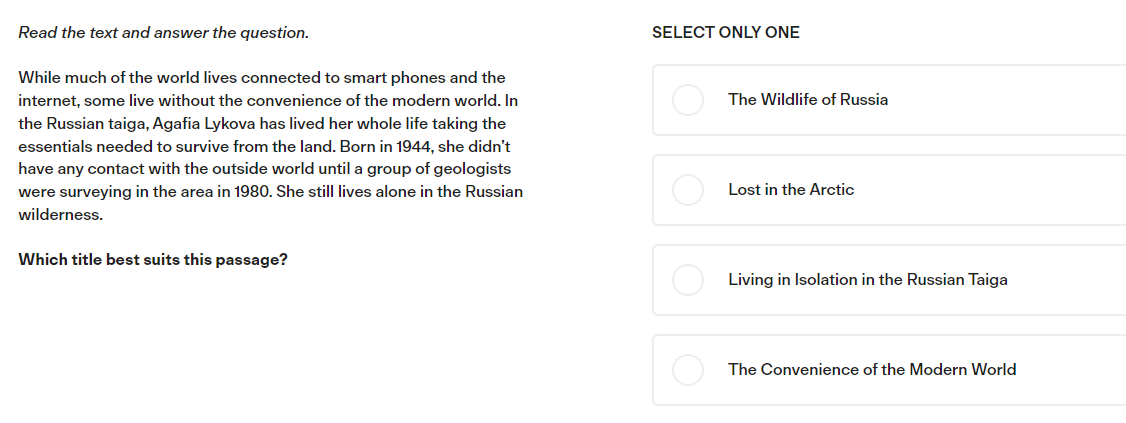 Read the text and answer the question.
While much of the world lives connected to smart phones and the
internet, some live without the convenience of the modern world. In
the Russian taiga, Agafia Lykova has lived her whole life taking the
essentials needed to survive from the land. Born in 1944, she didn't
have any contact with the outside world until a group of geologists
were surveying in the area in 1980. She still lives alone in the Russian
wilderness.
Which title best suits this passage?
SELECT ONLY ONE
The Wildlife of Russia
Lost in the Arctic
Living in Isolation in the Russian Taiga
The Convenience of the Modern World